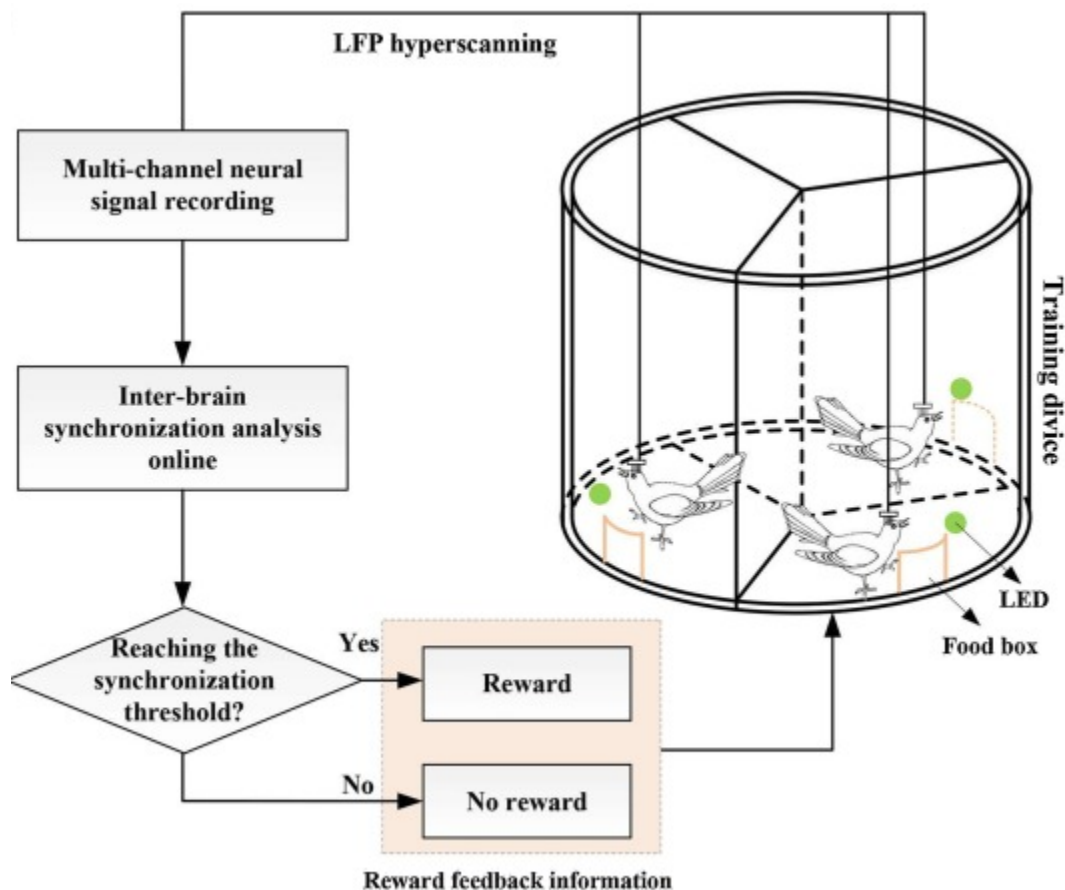 LFP hyperscanning
Multi-channel neural
signal recording
Inter-brain
synchronization analysis
online
Reaching the
synchronization
threshold?
Yes
Reward
No
No reward
Reward feedback information
Training divice
LED
Food box